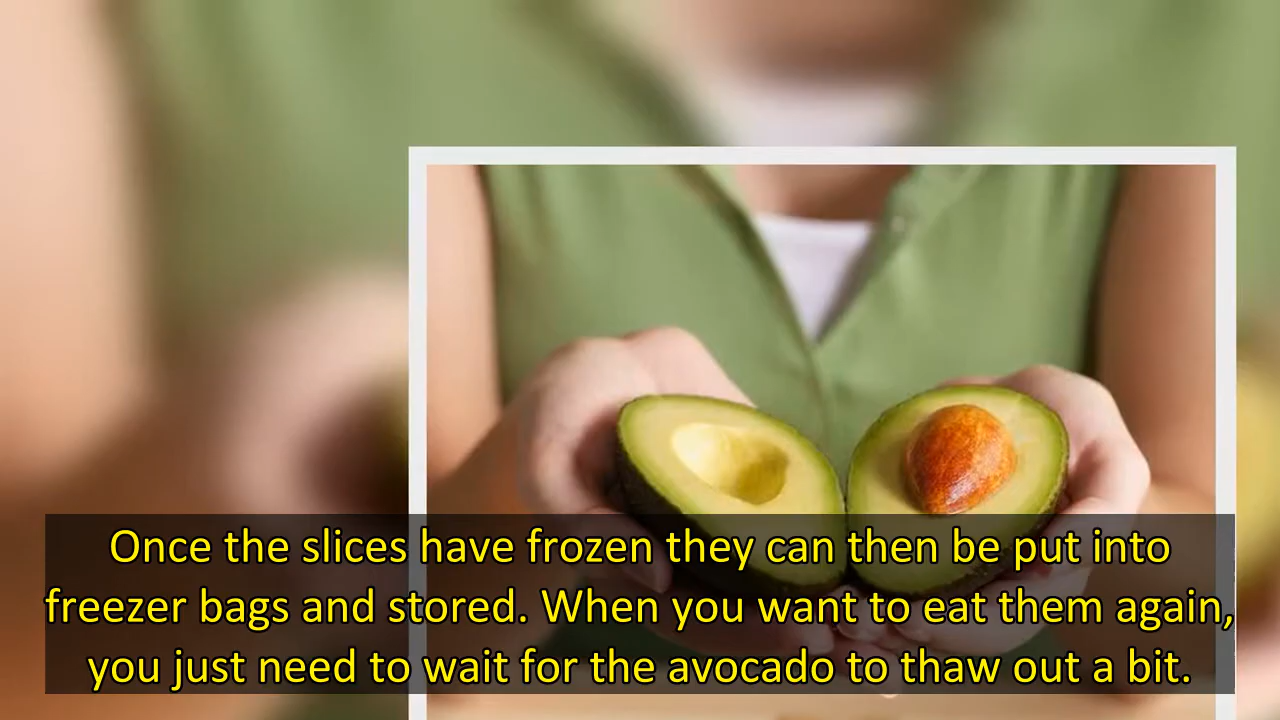 Once the slices have frozen they can then be put into
freezer bags and stored. When you want to eat them again,
you just need to wait for the avocado to thaw out a bit.